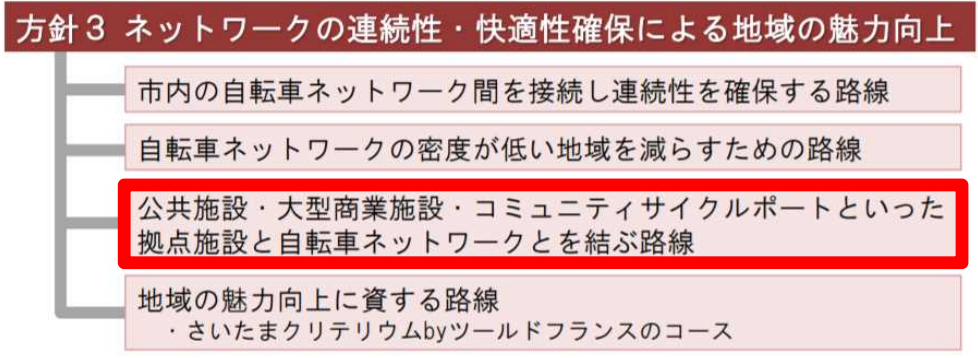 方針３ ネットワークの連続性・快適性確保による地域の魅力向上
市内の自転車ネットワーク間を接続し連続性を確保する路線
自転車ネットワークの密度が低い地域を減らすための路線
公共施設・大型商業施設・コミュニティサイクルポートといった
拠点施設と自転車ネットワークとを結ぶ路線
地域の魅力向上に資する路線
・さいたまクリテリウムbyツールドフランスのコース